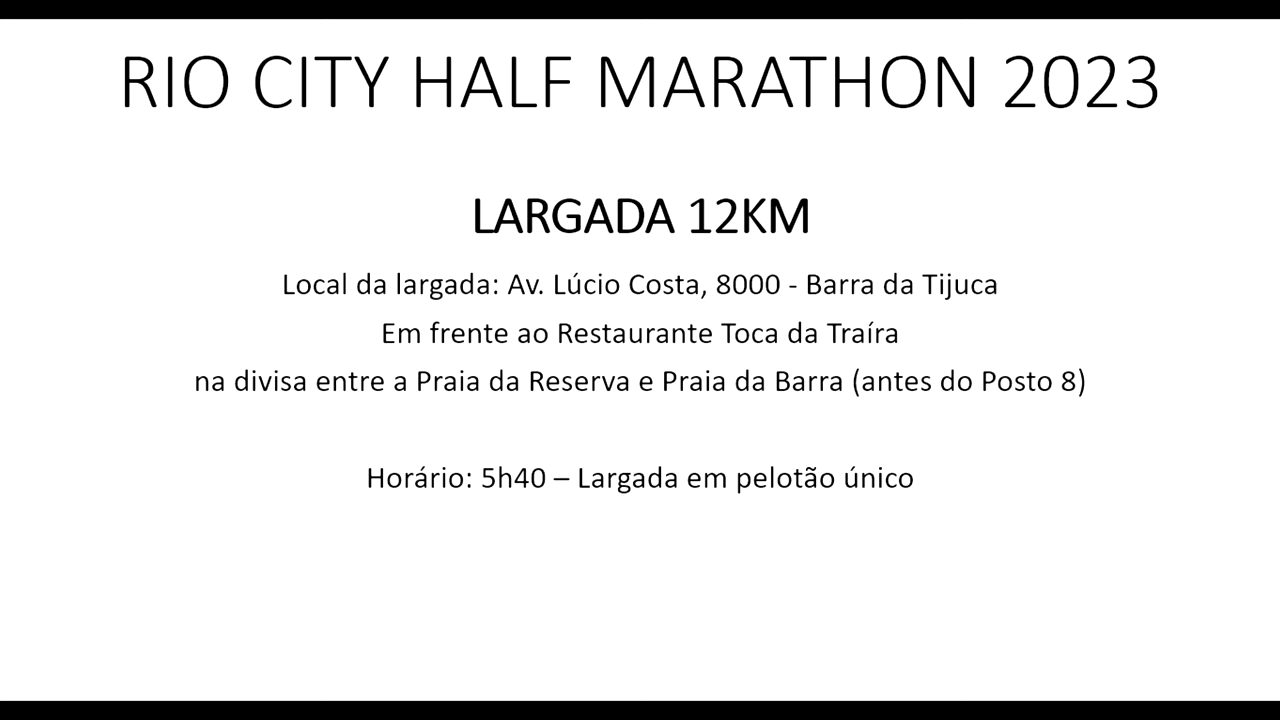 RIO CITY HALF MARATHON 2023
LARGADA 12KM
Local da largada: Av. Lúcio Costa, 8000 - Barra da Tijuca
Em frente ao Restaurante Toca da Traíra
na divisa entre a Praia da Reserva e Praia da Barra (antes do Posto 8)
Horário: 5h40 – Largada em pelotão único